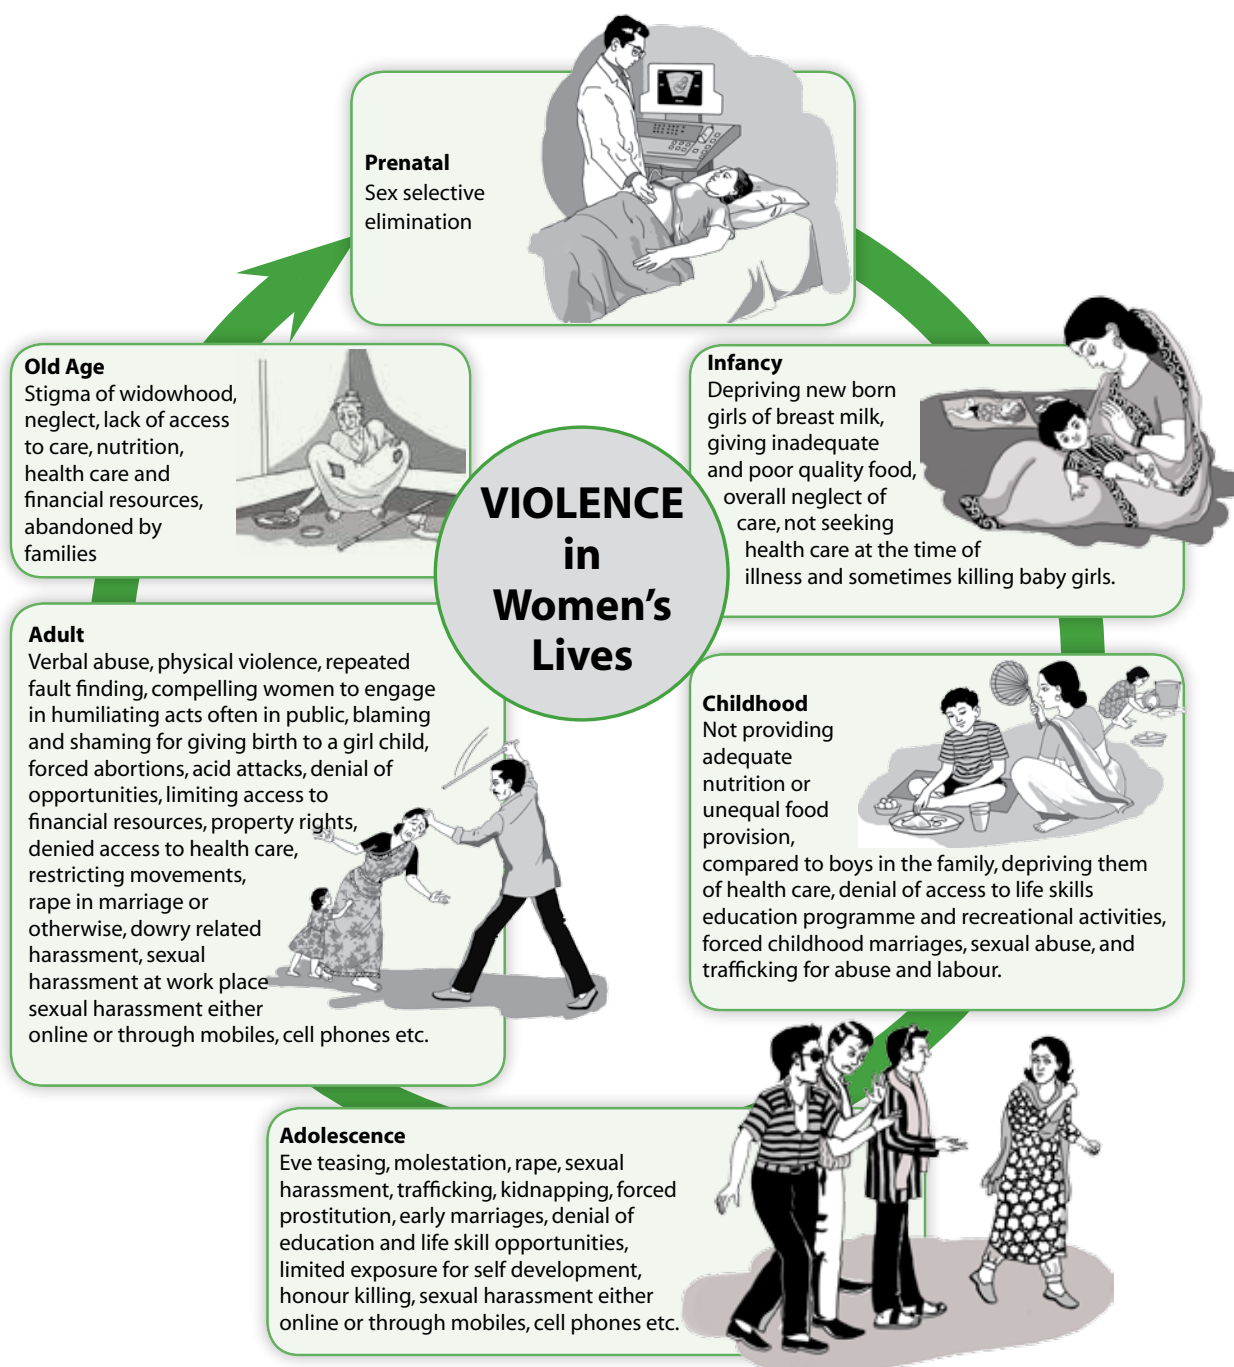 Prenatal
Sex selective
elimination
Infancy
Depriving new born
girls of breast milk,
giving inadequate
and poor quality food,
overall neglect of
care, not seeking
health care at the time of
illness and sometimes killing baby girls.
Childhood
Not providing
adequate
nutrition or
unequal food
provision,
compared to boys in the family, depriving them
of health care, denial of access to life skills
education programme and recreational activities,
forced childhood marriages, sexual abuse, and
trafficking for abuse and labour.
Adolescence
Eve teasing, molestation, rape, sexual
harassment, trafficking, kidnapping, forced
prostitution, early marriages, denial of
education and life skill opportunities,
limited exposure for self development,
honour killing, sexual harassment either
online or through mobiles, cell phones etc.
Adult
Verbal abuse, physical violence, repeated
fault finding, compelling women to engage
in humiliating acts often in public, blaming
and shaming for giving birth to a girl child,
forced abortions, acid attacks, denial of
opportunities, limiting access to
financial resources, property rights,
denied access to health care,
restricting movements,
rape in marriage or
otherwise, dowry related
harassment, sexual
harassment at work place
sexual harassment either
online or through mobiles, cell phones etc.
Old Age
Stigma of widowhood,
neglect, lack of access
to care, nutrition,
health care and
financial resources,
abandoned by
families
VIOLENCE
in
Women's
Lives